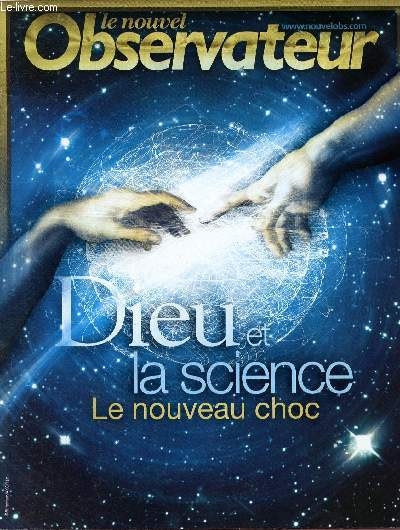 Le-livre.com
le nouvel
www.nouvelobs.com
Observateur
Dieu et
la science
Le nouveau choc